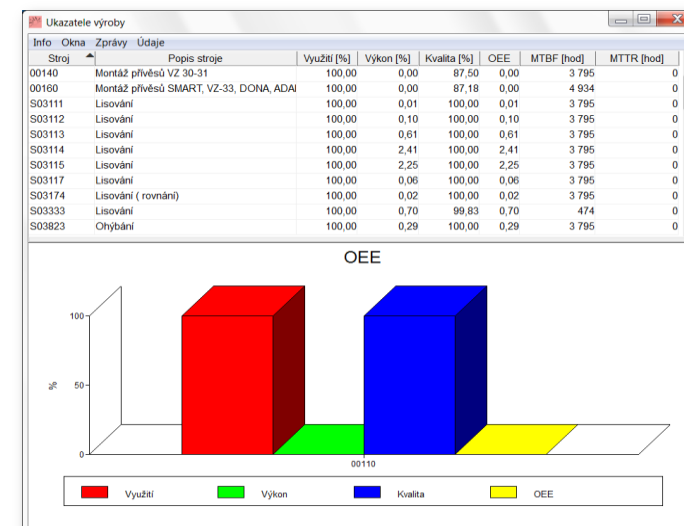 Ukazatele výroby
Info Okna Zprávy Údaje
Stroj Popis stroje Využití [%] Výkon [%] Kvalita [%] OEE MTBF [hod] MTTR [hod]
00140 Montáž přívěsů VZ 30-31 100,00 0,00 87,50 0,00 3 795 0
00160 Montáž přívěsů SMART, VZ-33, DONA, ADAI 100,00 0,00 87,18 0,00 4 934 0
S03111 Lisování 100,00 0,01 100,00 0,01 3 795 0
S03112 Lisování 100,00 0,10 100,00 0,10 3 795 0
S03113 Lisování 100,00 0,61 100,00 0,61 3 795 0
S03114 Lisování 100,00 2,41 100,00 2,41 3 795 0
S03115 Lisování 100,00 2,25 100,00 2,25 3 795 0
S03117 Lisování 100,00 0,06 100,00 0,06 3 795 0
S03174 Lisování ( rovnání) 100,00 0,02 100,00 0,02 3 795 0
S03333 Lisování 100,00 0,70 99,83 0,70 474 0
S03823 Ohýbání 100,00 0,29 100,00 0,29 3 795 0
OEE
100
50
%
0
00110
Využití Výkon Kvalita OEE